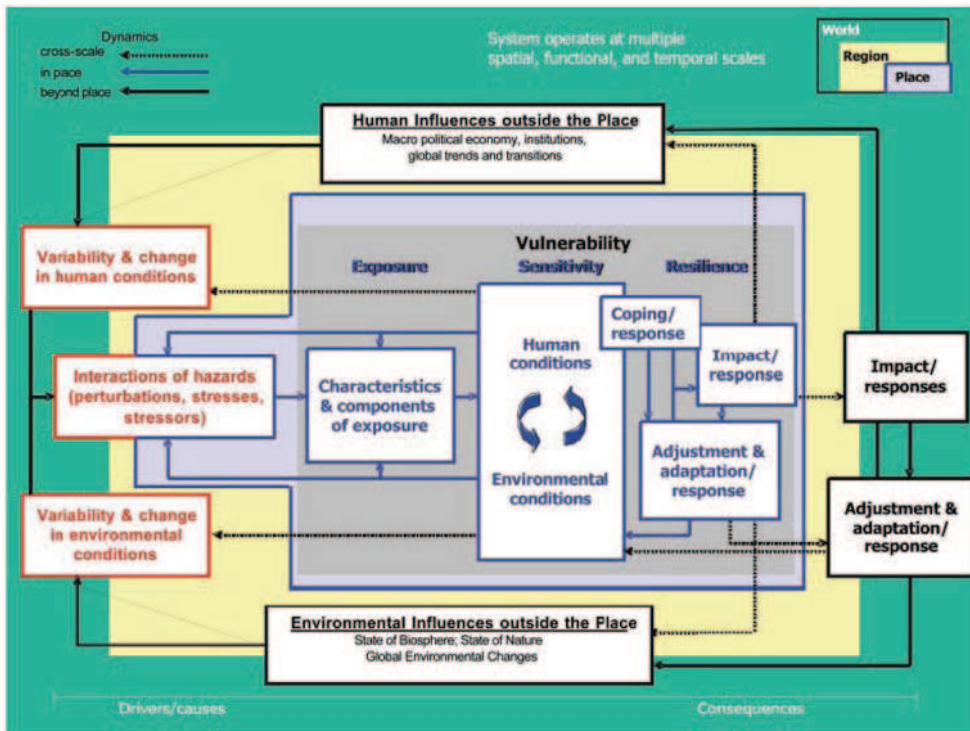 Dynamics
cross-scale
in pace
beyond place
System operates at multiple
spatial, functional, and temporal scales
World
Region
Place
Human Influences outside the Place
Macro political economy, institutions,
global trends and transitions
Variability & change
in human conditions
Vulnerability
Exposure
Sensitivity
Resilience
Coping/
response
Human
conditions
Impact/
response
Impact/
responses
Interactions of hazards
(perturbations, stresses,
stressors)
Characteristics
& components
of exposure
Environmental
conditions
Adjustment &
adaptation/
response
Adjustment &
adaptation/
response
Variability & change
in environmental
conditions
Environmental Influences outside the Place
State of Biosphere; State of Nature
Global Environmental Changes
Drivers/causes
Consequences